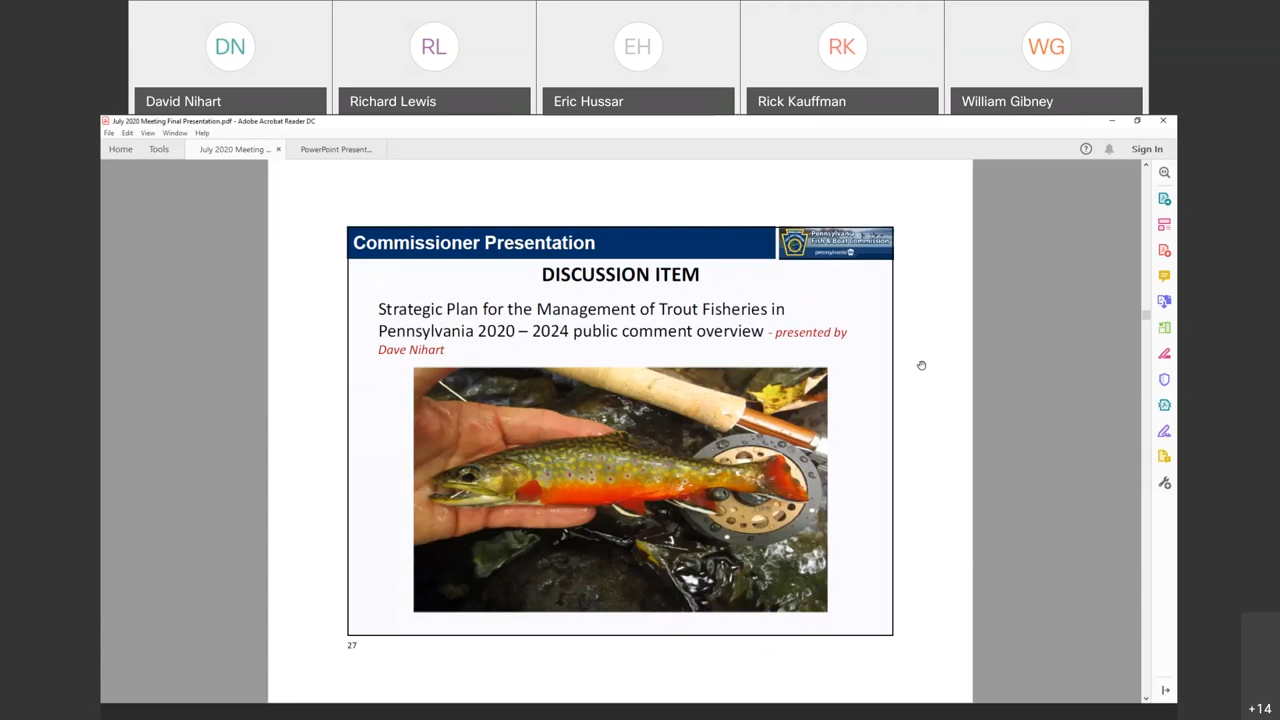 DN
RL
EH
RK
WG
David Nihart
Richard Lewis
Eric Hussar
Rick Kauffman
William Gibney
July 2020 Meeting Final Presentation.pdf - Adobe Acrobat Reader DC
File Edit View Window Help
Home Tools July 2020 Meeting ... × PowerPoint Present... Sign In
Commissioner Presentation
Pennsylvania
Fish & Boat Commission
pennsylvania
DISCUSSION ITEM
Strategic Plan for the Management of Trout Fisheries in
Pennsylvania 2020 – 2024 public comment overview - presented by
Dave Nihart
27
+14